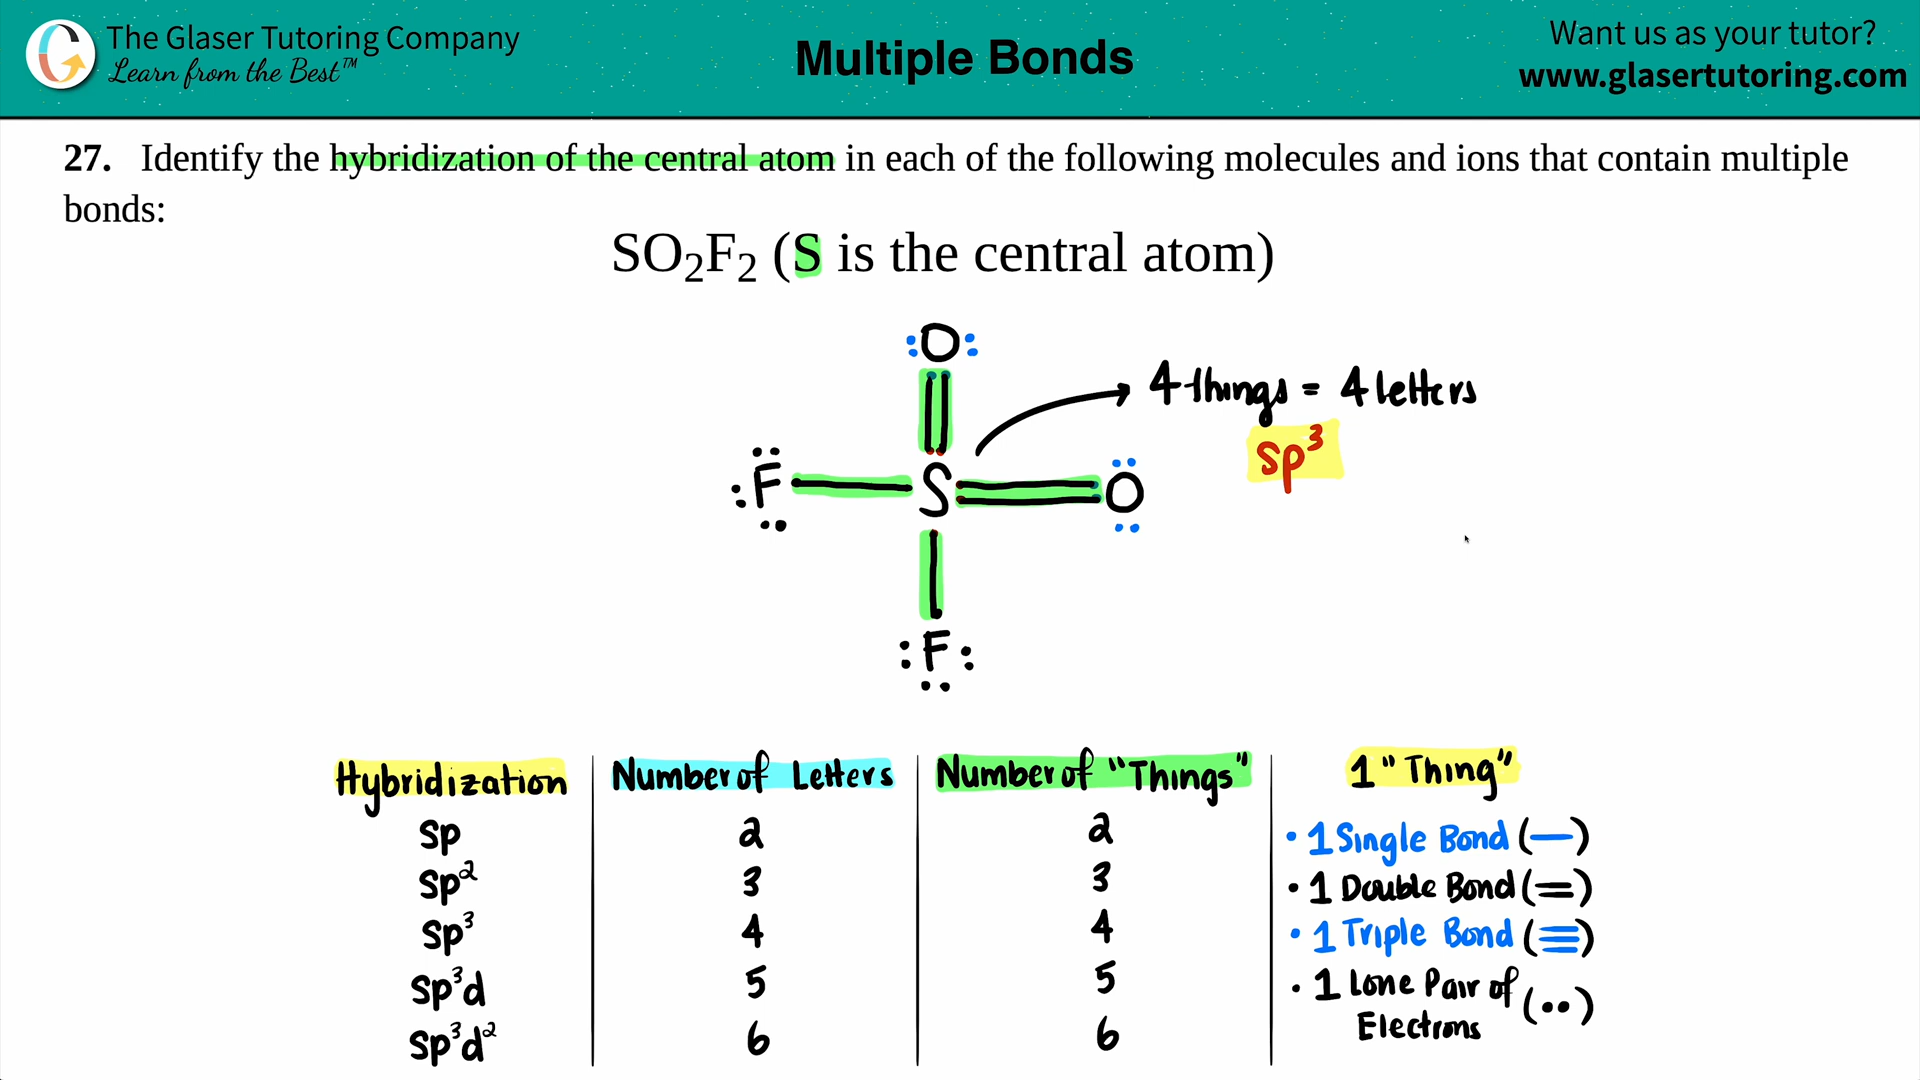 The Glaser Tutoring Company
Learn from the Best™
Multiple Bonds
Want us as your tutor?
www.glasertutoring.com
27. Identify the hybridization of the central atom in each of the following molecules and ions that contain multiple
bonds:
SO₂F₂ (S is the central atom)
:O:
4 things = 4 letters
sp³
:F
S
O
:F:
Hybridization | Number of Letters | Number of "Things" | 1 "Thing"
sp | 2 | 2 | • 1 Single Bond (—)
sp² | 3 | 3 | • 1 Double Bond (=)
sp³ | 4 | 4 | • 1 Triple Bond (≡)
sp³d | 5 | 5 | • 1 Lone Pair of
Electrons (••)
sp³d² | 6 | 6